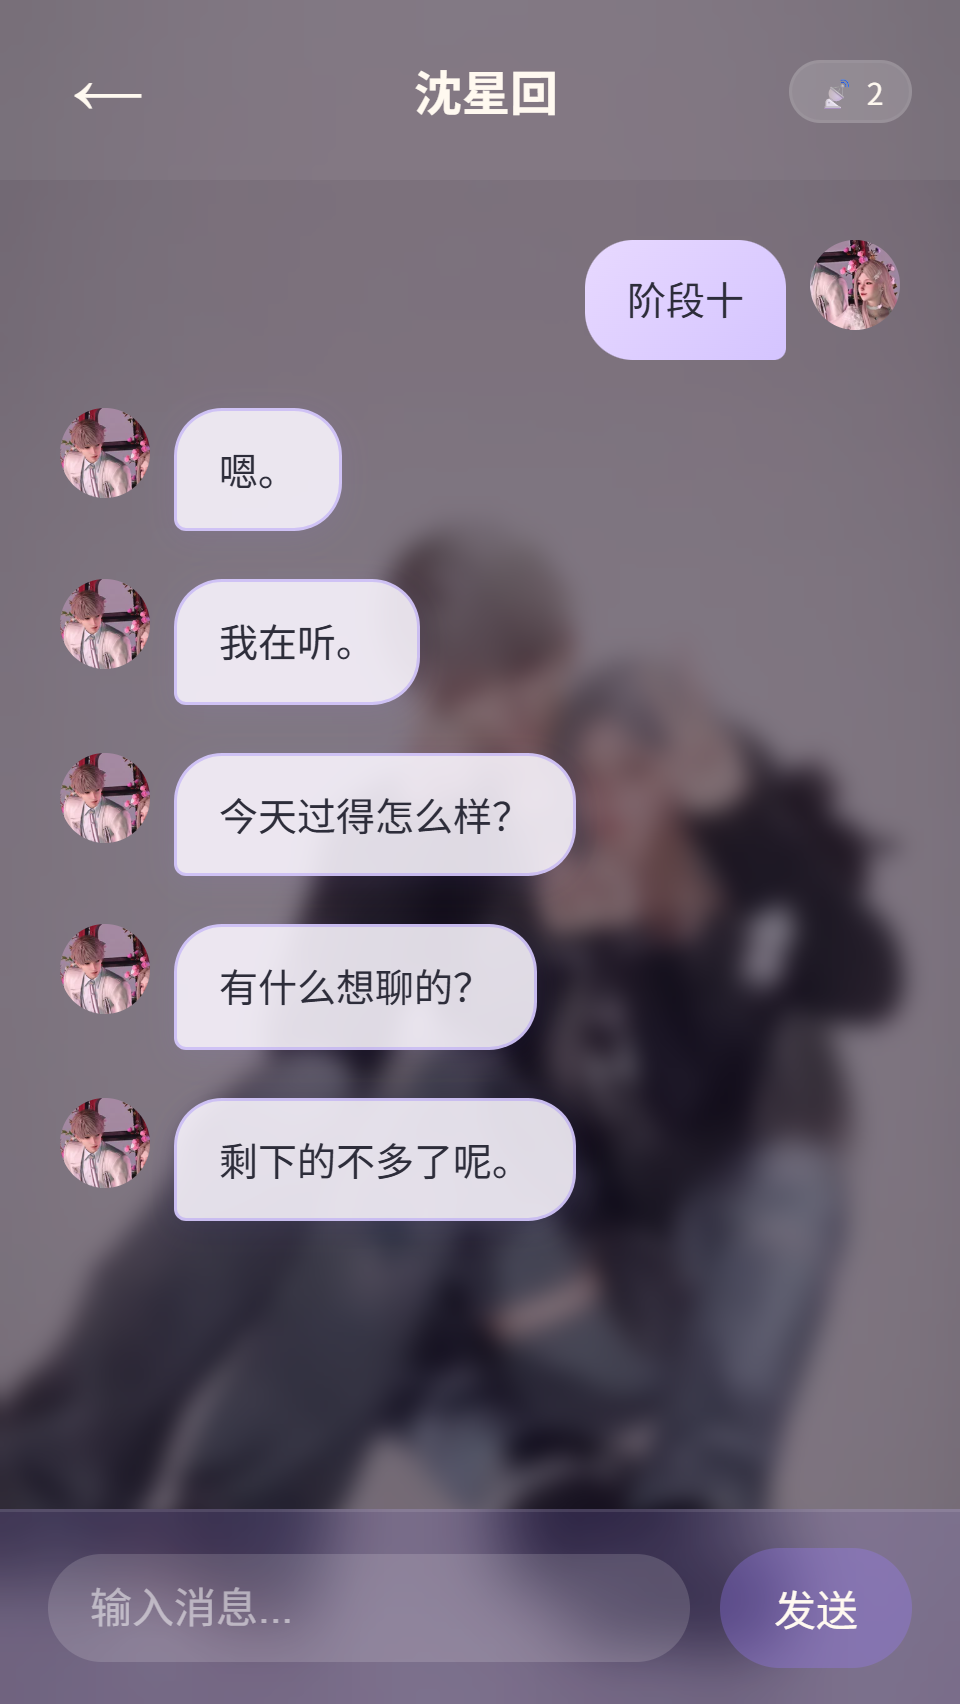 沈星回
2
阶段十
嗯。
我在听。
今天过得怎么样？
有什么想聊的？
剩下的不多了呢。
输入消息...
发送